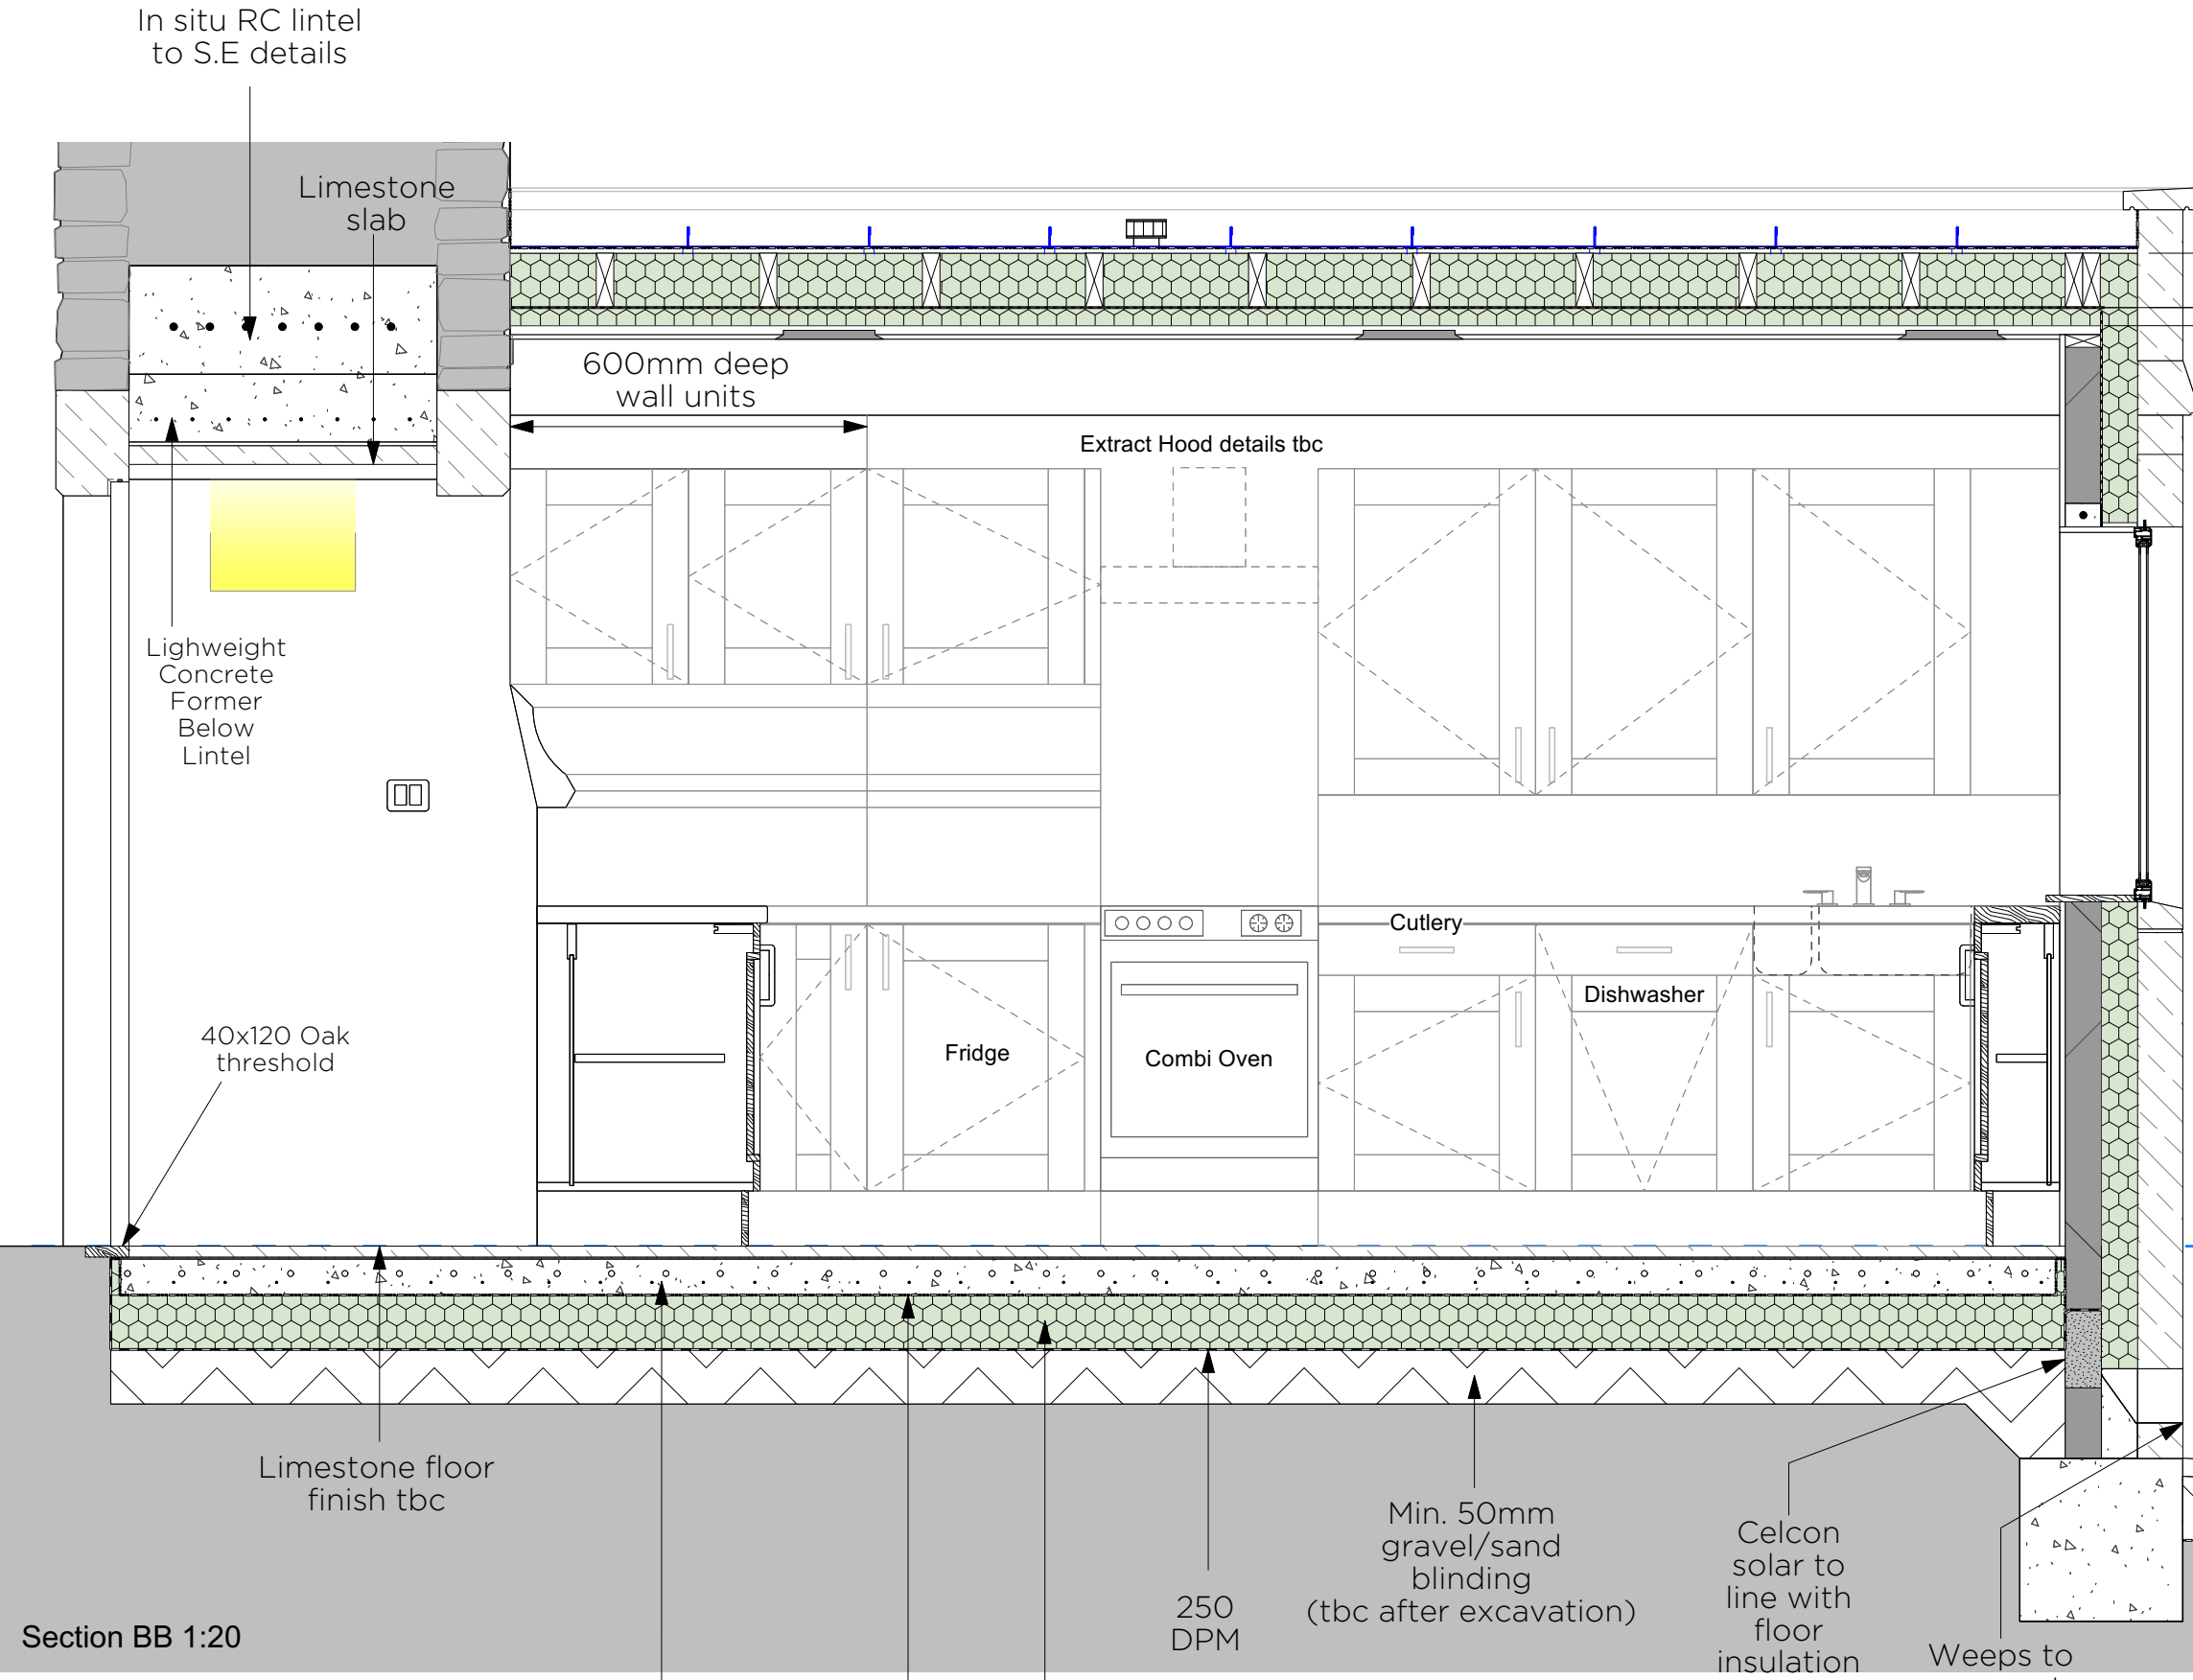 In situ RC lintel
to S.E details
Limestone
slab
600mm deep
wall units
Extract Hood details tbc
Lighweight
Concrete
Former
Below
Lintel
Cutlery
Dishwasher
Fridge
Combi Oven
40x120 Oak
threshold
Limestone floor
finish tbc
250
DPM
Min. 50mm
gravel/sand
blinding
(tbc after excavation)
Celcon
solar to
line with
floor
insulation
Weeps to
Section BB 1:20